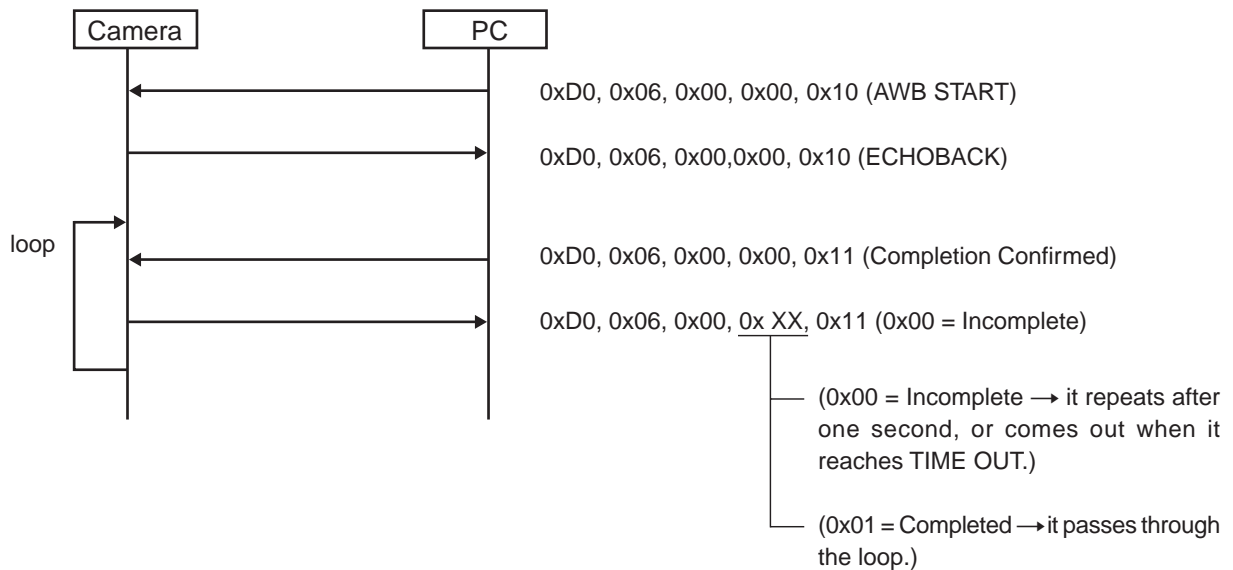 Camera PC
0xD0, 0x06, 0x00, 0x00, 0x10 (AWB START)
0xD0, 0x06, 0x00,0x00, 0x10 (ECHOBACK)
loop
0xD0, 0x06, 0x00, 0x00, 0x11 (Completion Confirmed)
0xD0, 0x06, 0x00, 0x XX, 0x11 (0x00 = Incomplete)
(0x00 = Incomplete → it repeats after
one second, or comes out when it
reaches TIME OUT.)
(0x01 = Completed → it passes through
the loop.)